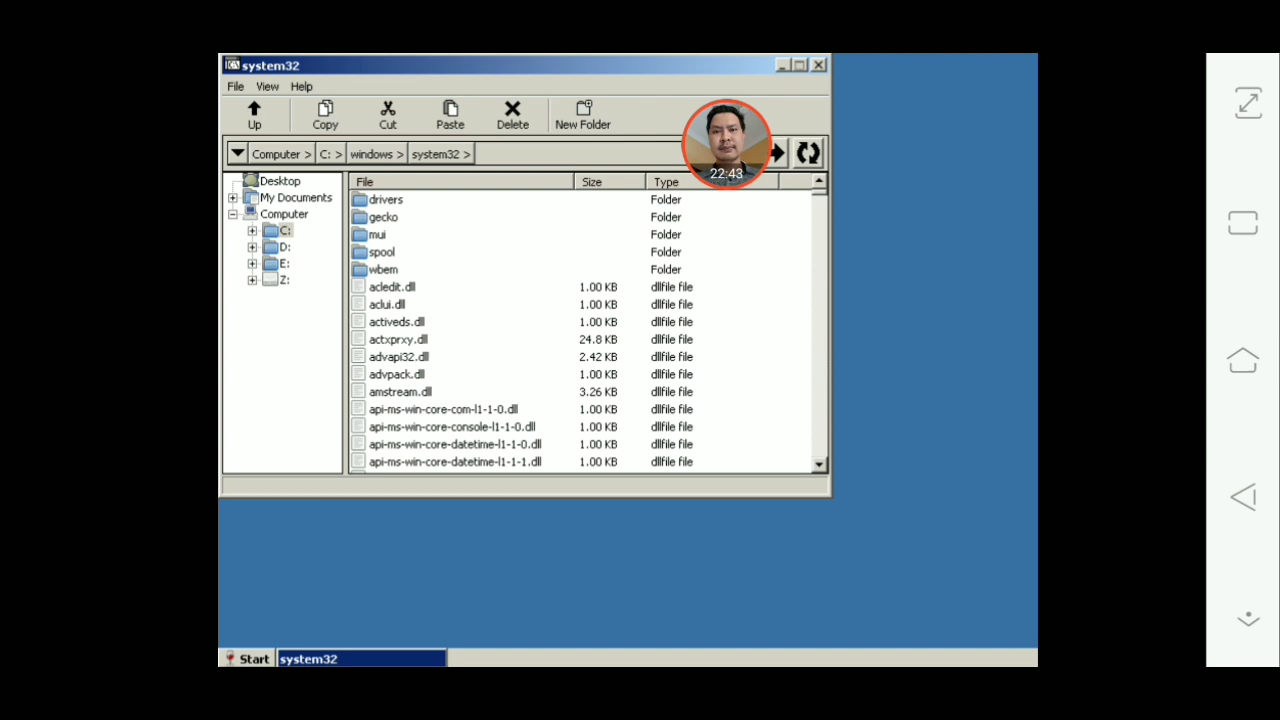 system32
File View Help
Up Copy Cut Paste Delete New Folder
Computer > C: > windows > system32 >
22:43
Desktop
My Documents
Computer
C:
D:
E:
Z:
File Size Type
drivers Folder
gecko Folder
mui Folder
spool Folder
wbem Folder
acledit.dll 1.00 KB dllfile file
aclui.dll 1.00 KB dllfile file
activeds.dll 1.00 KB dllfile file
actxprxy.dll 24.8 KB dllfile file
advapi32.dll 2.42 KB dllfile file
advpack.dll 1.00 KB dllfile file
amstream.dll 3.26 KB dllfile file
api-ms-win-core-com-l1-1-0.dll 1.00 KB dllfile file
api-ms-win-core-console-l1-1-0.dll 1.00 KB dllfile file
api-ms-win-core-datetime-l1-1-0.dll 1.00 KB dllfile file
api-ms-win-core-datetime-l1-1-1.dll 1.00 KB dllfile file
Start system32